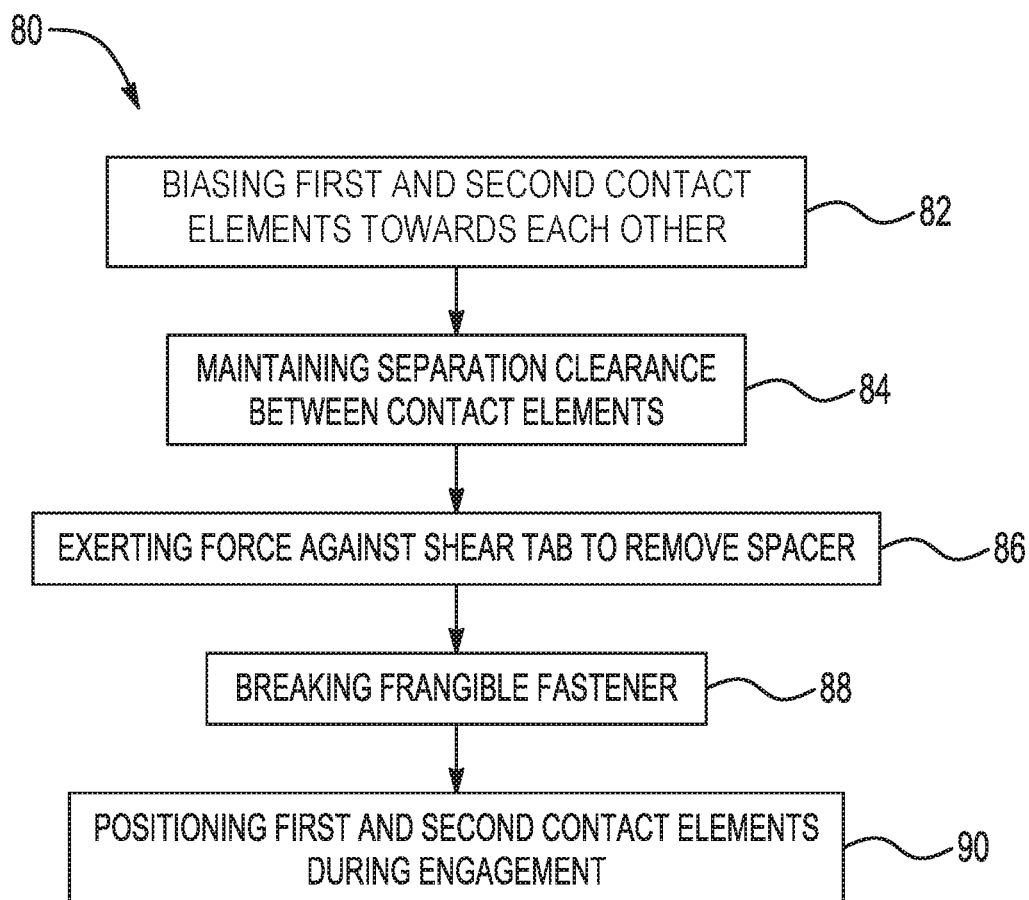 80
BIASING FIRST AND SECOND CONTACT
ELEMENTS TOWARDS EACH OTHER
82
MAINTAINING SEPARATION CLEARANCE
BETWEEN CONTACT ELEMENTS
84
EXERTING FORCE AGAINST SHEAR TAB TO REMOVE SPACER
86
BREAKING FRANGIBLE FASTENER
88
POSITIONING FIRST AND SECOND CONTACT ELEMENTS
DURING ENGAGEMENT
90